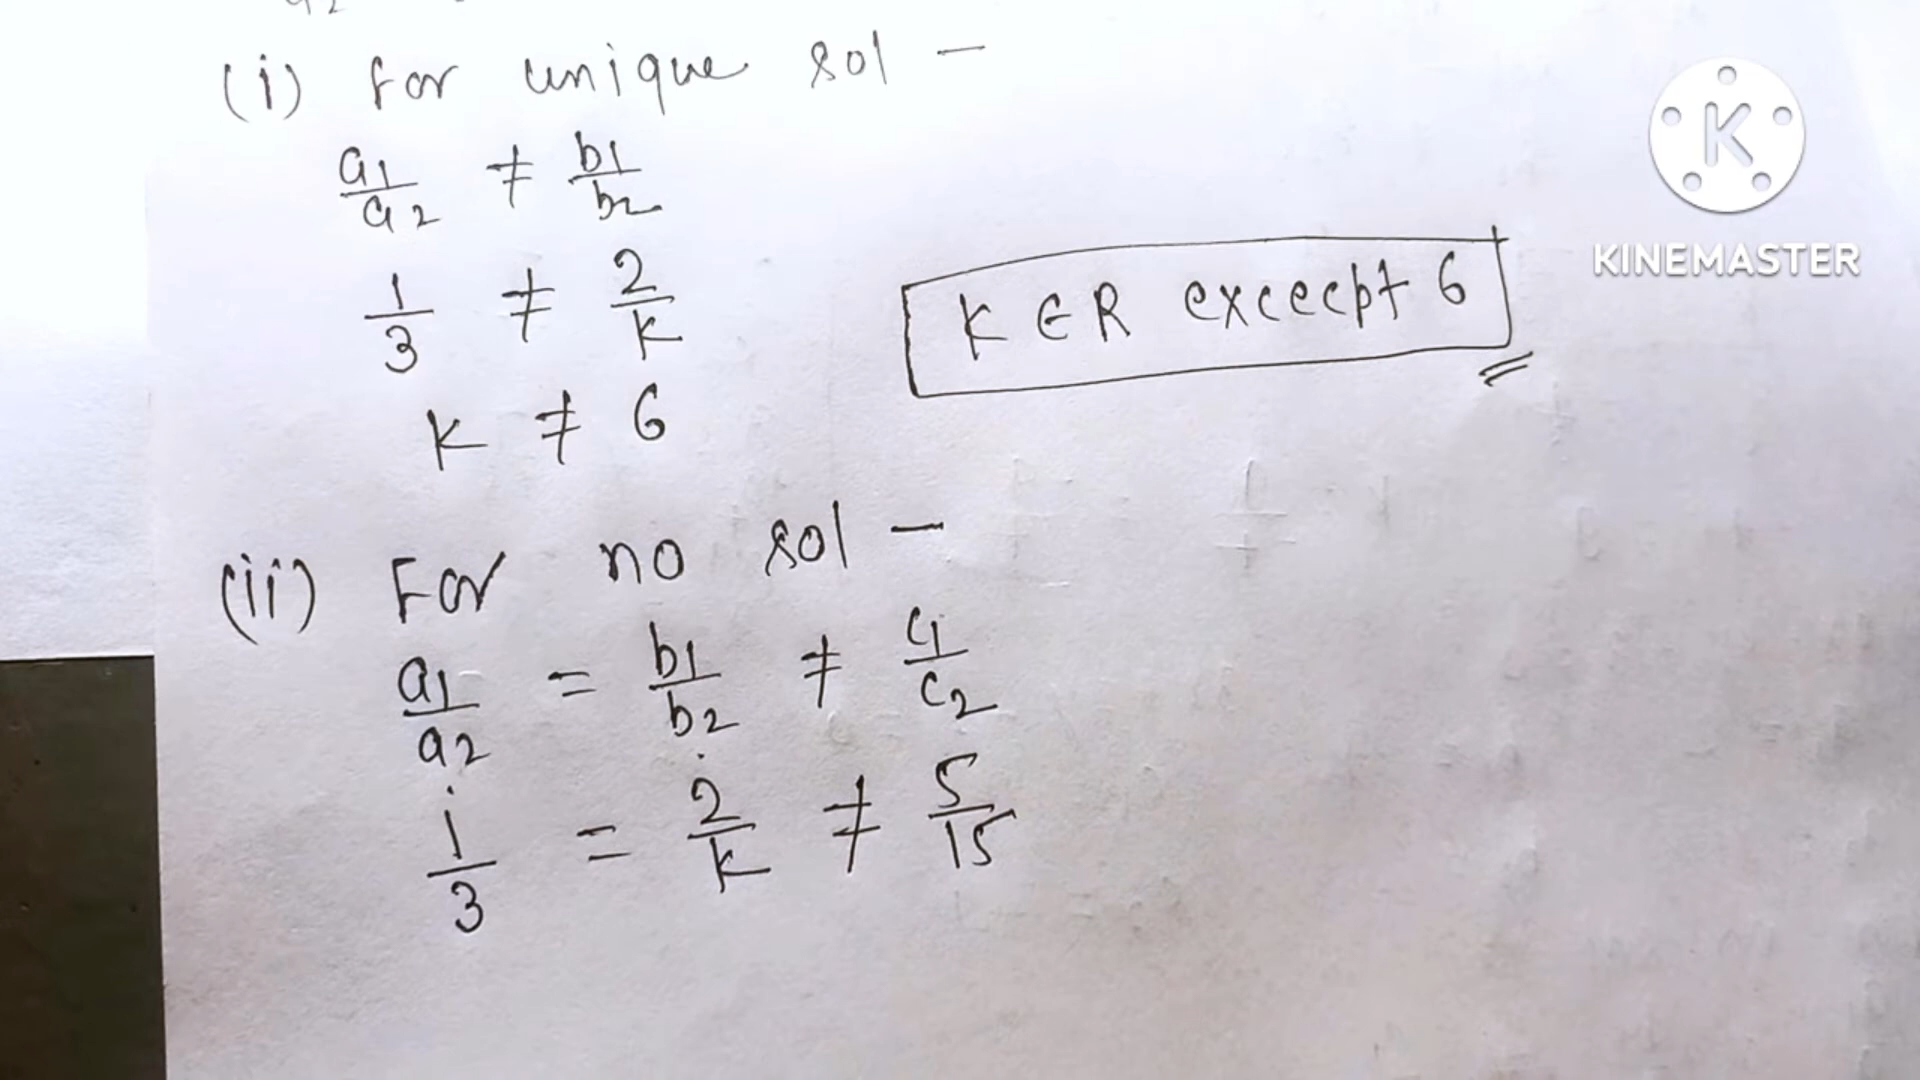 (i) For unique sol —
a1/a2 ≠ b1/b2
1/3 ≠ 2/K
K ≠ 6
K ∈ R excecpt 6
(ii) For no sol —
a1/a2 = b1/b2 ≠ c1/c2
1/3 = 2/K ≠ 5/15
K
KINEMASTER